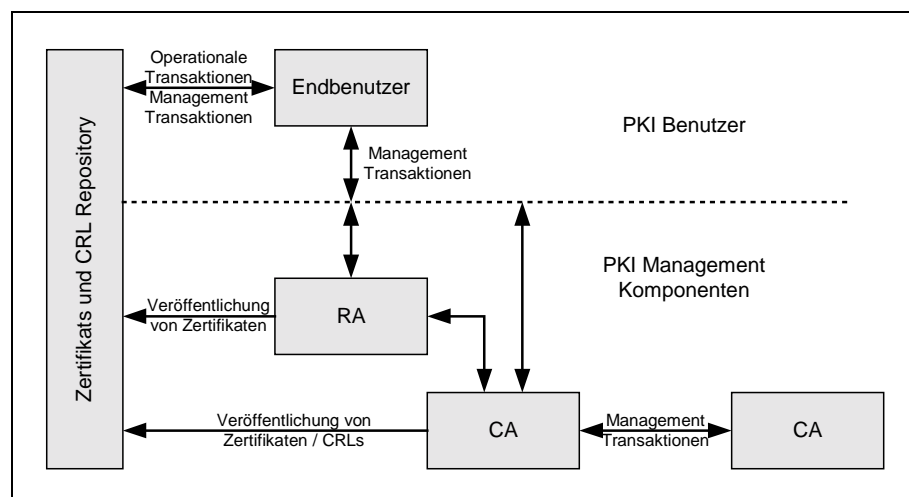 Zertifikats und CRL Repository
Operationale
Transaktionen
Management
Transaktionen
Endbenutzer
PKI Benutzer
Management
Transaktionen
PKI Management
Komponenten
Veröffentlichung
von Zertifikaten
RA
Veröffentlichung von
Zertifikaten / CRLs
CA
Management
Transaktionen
CA